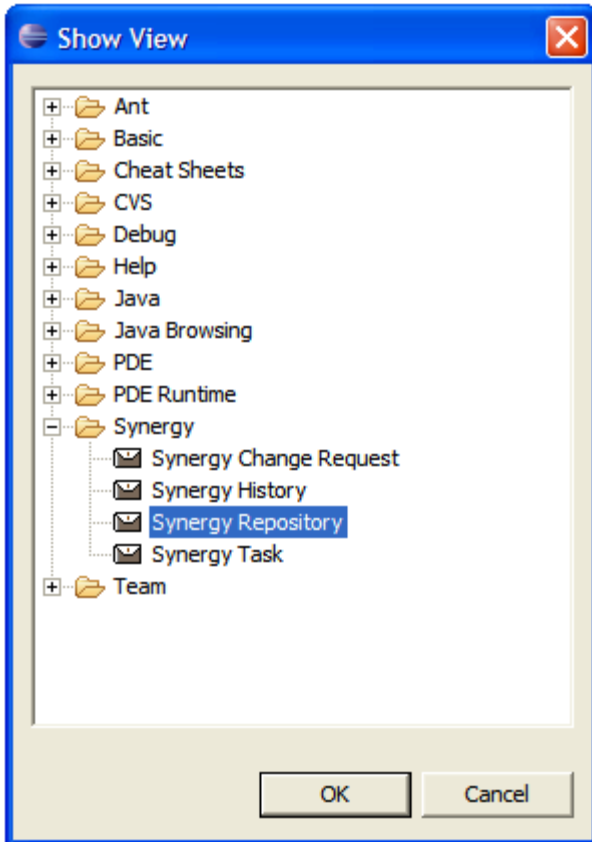 Show View
Ant
Basic
Cheat Sheets
CVS
Debug
Help
Java
Java Browsing
PDE
PDE Runtime
Synergy
Synergy Change Request
Synergy History
Synergy Repository
Synergy Task
Team
OK Cancel